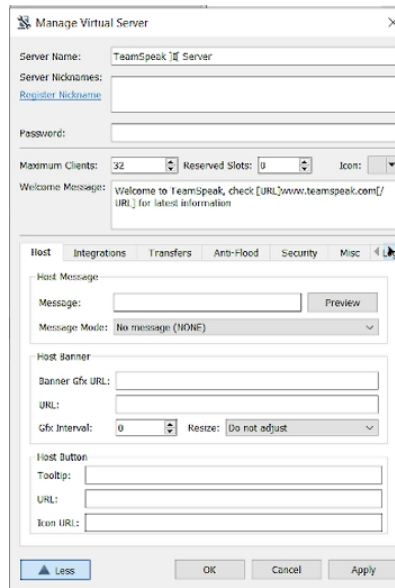 Manage Virtual Server
Server Name: TeamSpeak ][ Server
Server Nicknames:
Register Nickname
Password:
Maximum Clients: 32 Reserved Slots: 0 Icon:
Welcome Message: Welcome to TeamSpeak, check [URL]www.teamspeak.com[/
URL] for latest information
Host Integrations Transfers Anti-Flood Security Misc
Host Message
Message: Preview
Message Mode: No message (NONE)
Host Banner
Banner Gfx URL:
URL:
Gfx Interval: 0 Resize: Do not adjust
Host Button
Tooltip:
URL:
Icon URL:
Less OK Cancel Apply